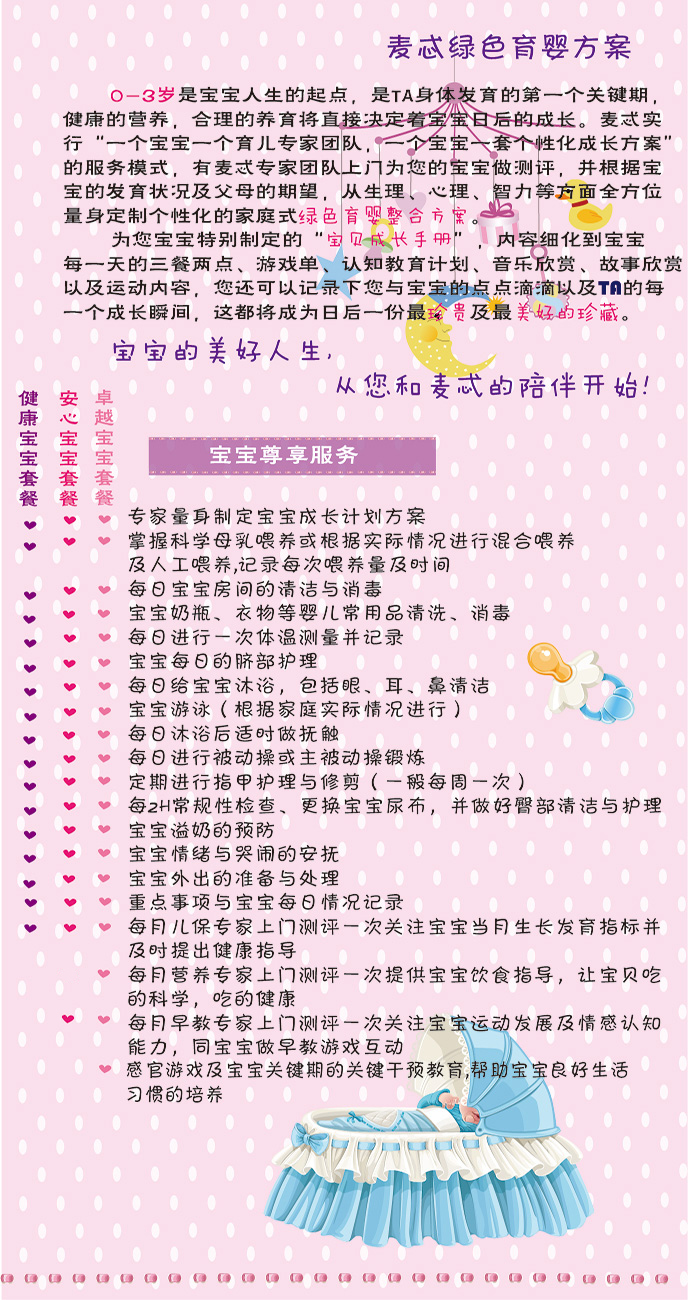 麦忒绿色育婴方案
0-3岁是宝宝人生的起点，是TA身体发育的第一个关键期，
健康的营养，合理的养育将直接决定着宝宝日后的成长。麦忒实
行“一个宝宝一个育儿专家团队，一个宝宝一套个性化成长方案”
的服务模式，有麦忒专家团队上门为您的宝宝做测评，并根据宝
宝的发育状况及父母的期望，从生理、心理、智力等方面全方位
量身定制个性化的家庭式绿色育婴整合方案。
为您宝宝特别制定的“宝贝成长手册”，内容细化到宝宝
每一天的三餐两点、游戏单、认知教育计划、音乐欣赏、故事欣赏
以及运动内容，您还可以记录下您与宝宝的点点滴滴以及TA的每
一个成长瞬间，这都将成为日后一份最珍贵及最美好的珍藏。
宝宝的美好人生，
从您和麦忒的陪伴开始！
健康宝宝套餐
安心宝宝套餐
卓越宝宝套餐
宝宝尊享服务
专家量身制定宝宝成长计划方案
掌握科学母乳喂养或根据实际情况进行混合喂养
及人工喂养,记录每次喂养量及时间
每日宝宝房间的清洁与消毒
宝宝奶瓶、衣物等婴儿常用品清洗、消毒
每日进行一次体温测量并记录
宝宝每日的脐部护理
每日给宝宝沐浴，包括眼、耳、鼻清洁
宝宝游泳（根据家庭实际情况进行）
每日沐浴后适时做抚触
每日进行被动操或主被动操锻炼
定期进行指甲护理与修剪（一般每周一次）
每2H常规性检查、更换宝宝尿布，并做好臀部清洁与护理
宝宝溢奶的预防
宝宝情绪与哭闹的安抚
宝宝外出的准备与处理
重点事项与宝宝每日情况记录
每月儿保专家上门测评一次关注宝宝当月生长发育指标并
及时提出健康指导
每月营养专家上门测评一次提供宝宝饮食指导，让宝贝吃
的科学，吃的健康
每月早教专家上门测评一次关注宝宝运动发展及情感认知
能力，同宝宝做早教游戏互动
感官游戏及宝宝关键期的关键干预教育,帮助宝宝良好生活
习惯的培养